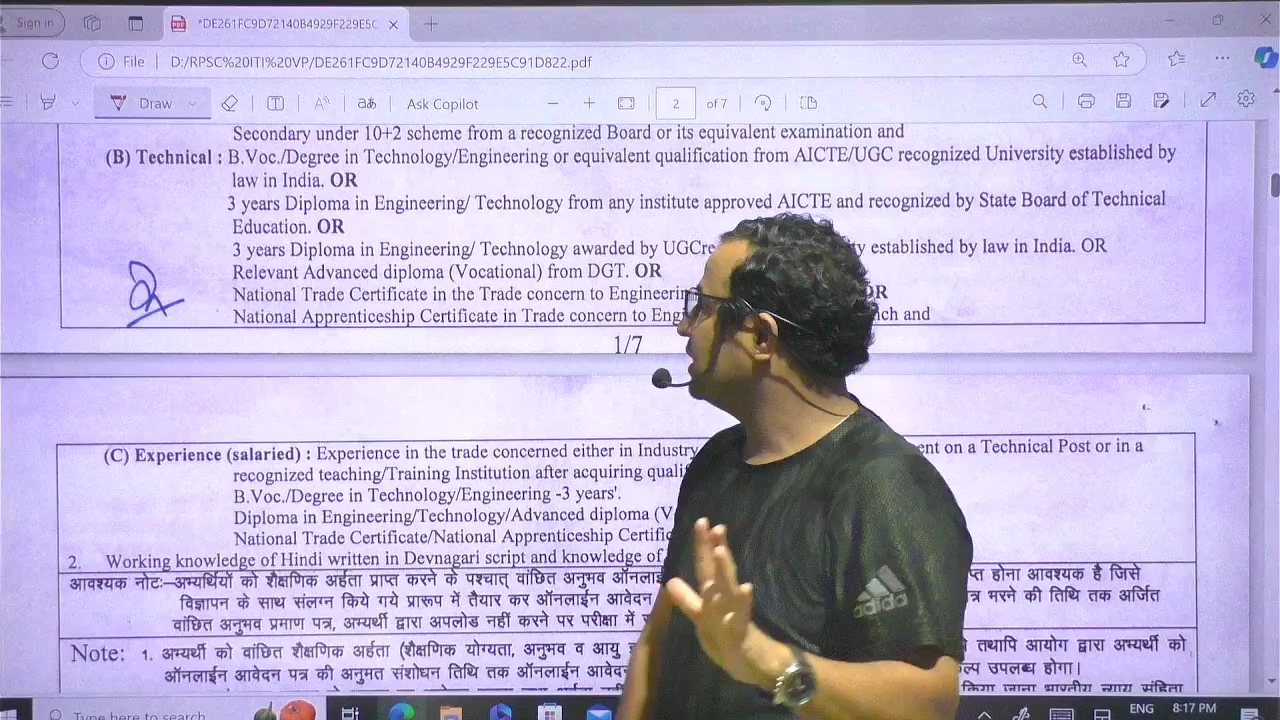 Sign in
*DE261FC9D72140B4929F229E5C
File D:/RPSC%20ITI%20VP/DE261FC9D72140B4929F229E5C91D822.pdf
Draw Ask Copilot 2 of 7
Secondary under 10+2 scheme from a recognized Board or its equivalent examination and
(B) Technical : B.Voc./Degree in Technology/Engineering or equivalent qualification from AICTE/UGC recognized University established by
law in India. OR
3 years Diploma in Engineering/ Technology from any institute approved AICTE and recognized by State Board of Technical
Education. OR
3 years Diploma in Engineering/ Technology awarded by UGCre y established by law in India. OR
Relevant Advanced diploma (Vocational) from DGT. OR
National Trade Certificate in the Trade concern to Engineerin OR
National Apprenticeship Certificate in Trade concern to Engi ch and
1/7
(C) Experience (salaried) : Experience in the trade concerned either in Industry ent on a Technical Post or in a
recognized teaching/Training Institution after acquiring quali
B.Voc./Degree in Technology/Engineering -3 years'.
Diploma in Engineering/Technology/Advanced diploma (V
National Trade Certificate/National Apprenticeship Certific
2. Working knowledge of Hindi written in Devnagari script and knowledge of
आवश्यक नोटः–अभ्यर्थियों को शैक्षणिक अर्हता प्राप्त करने के पश्चात् वांछित अनुभव ऑनलाई प्त होना आवश्यक है जिसे
विज्ञापन के साथ संलग्न किये गये प्रारूप में तैयार कर ऑनलाईन आवेदन त्र भरने की तिथि तक अर्जित
वांछित अनुभव प्रमाण पत्र, अभ्यर्थी द्वारा अपलोड नहीं करने पर परीक्षा में
Note: 1. अभ्यर्थी को वांछित शैक्षणिक अर्हता (शैक्षणिक योग्यता, अनुभव व आयु तथापि आयोग द्वारा अभ्यर्थी को
ऑनलाईन आवेदन पत्र की अनुमत संशोधन तिथि तक ऑनलाईन आवेद ल्प उपलब्ध होगा।
किया जाना भारतीय न्याय संहिता
adidas
Type here to search ENG 8:17 PM